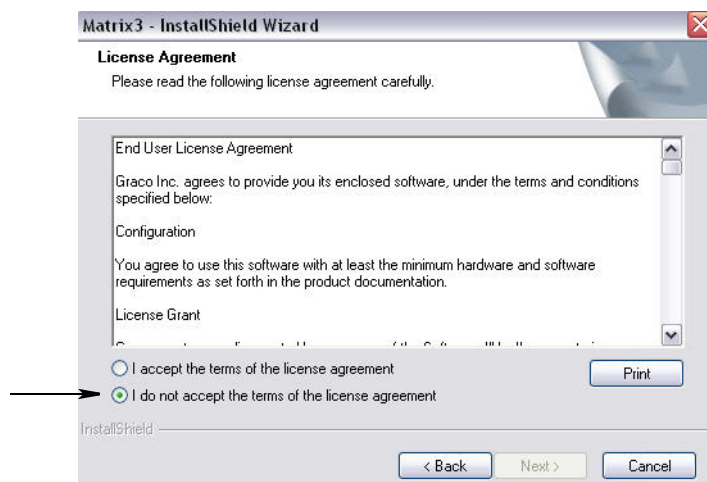 Matrix3 - InstallShield Wizard
License Agreement
Please read the following license agreement carefully.
End User License Agreement
Graco Inc. agrees to provide you its enclosed software, under the terms and conditions
specified below:
Configuration
You agree to use this software with at least the minimum hardware and software
requirements as set forth in the product documentation.
License Grant
I accept the terms of the license agreement
Print
I do not accept the terms of the license agreement
InstallShield
< Back
Next >
Cancel